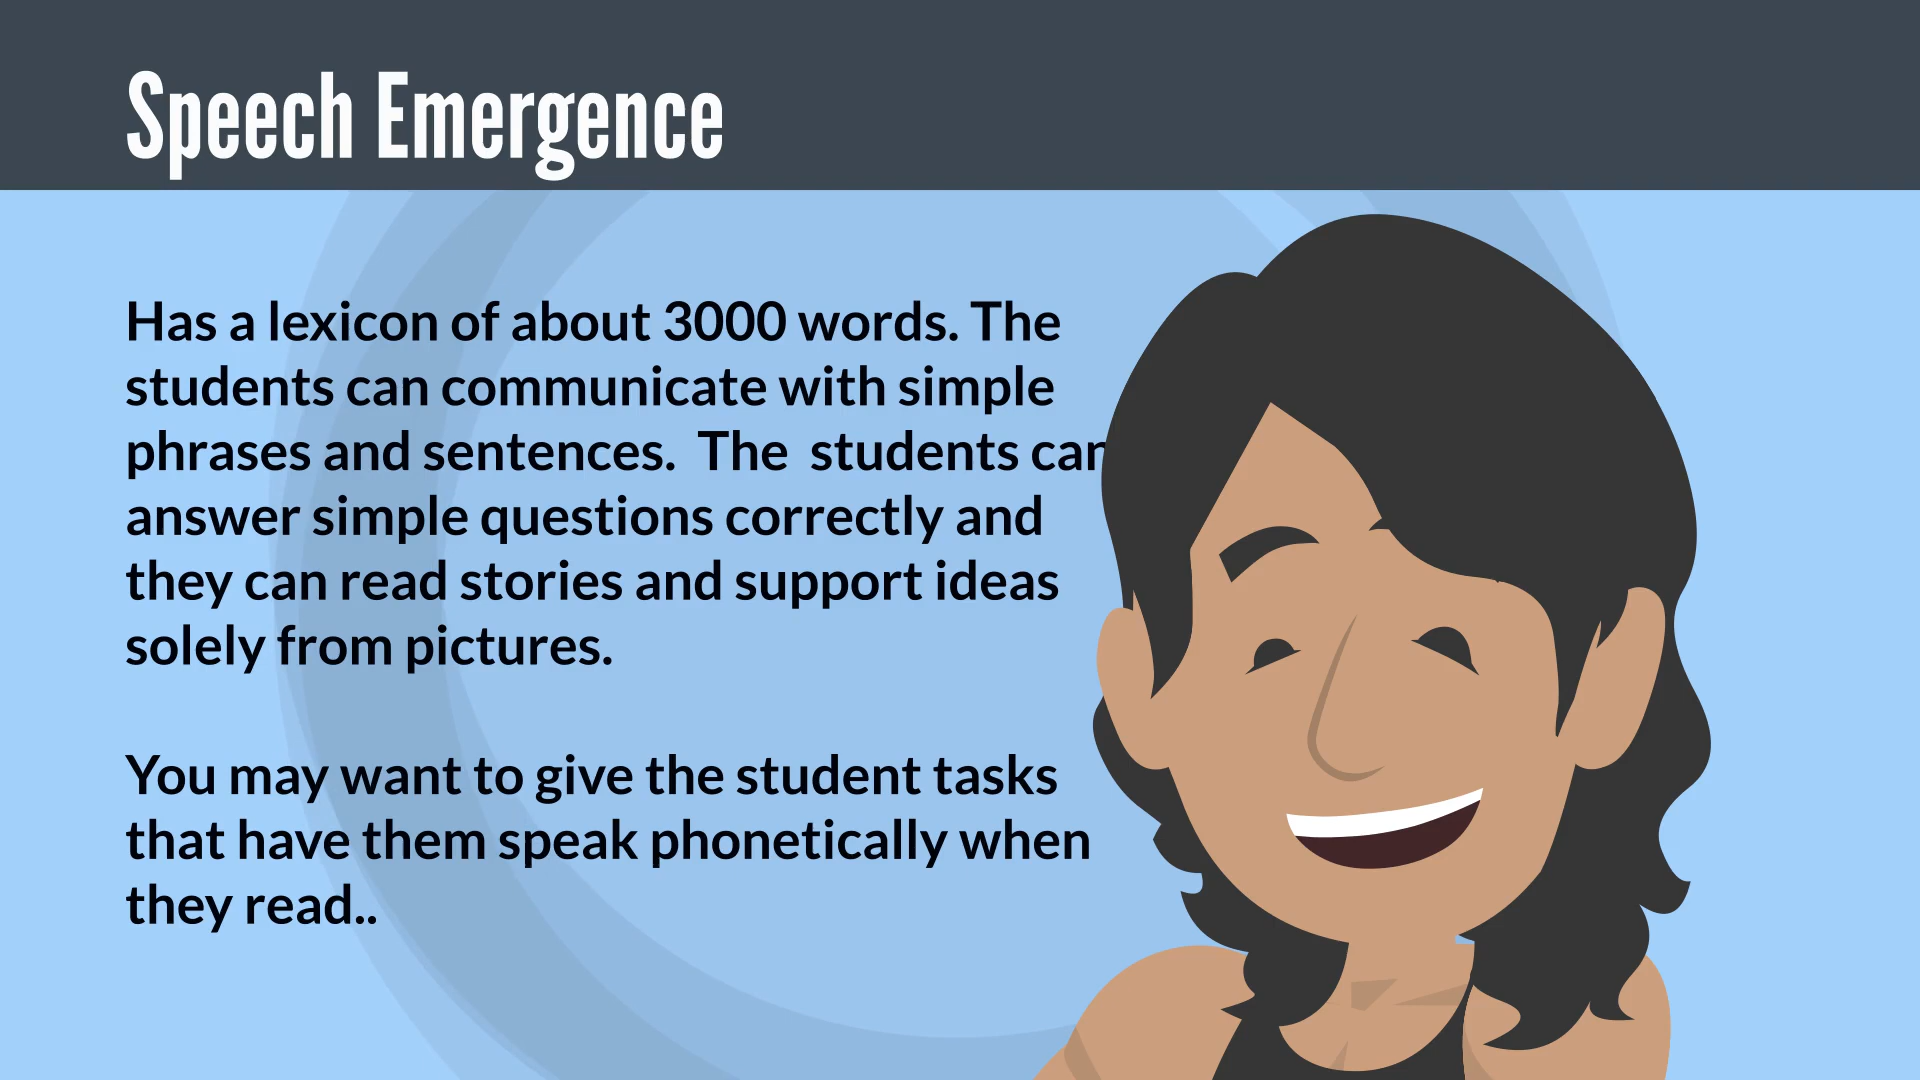 Speech Emergence
Has a lexicon of about 3000 words. The
students can communicate with simple
phrases and sentences.  The  students can
answer simple questions correctly and
they can read stories and support ideas
solely from pictures.
You may want to give the student tasks
that have them speak phonetically when
they read..